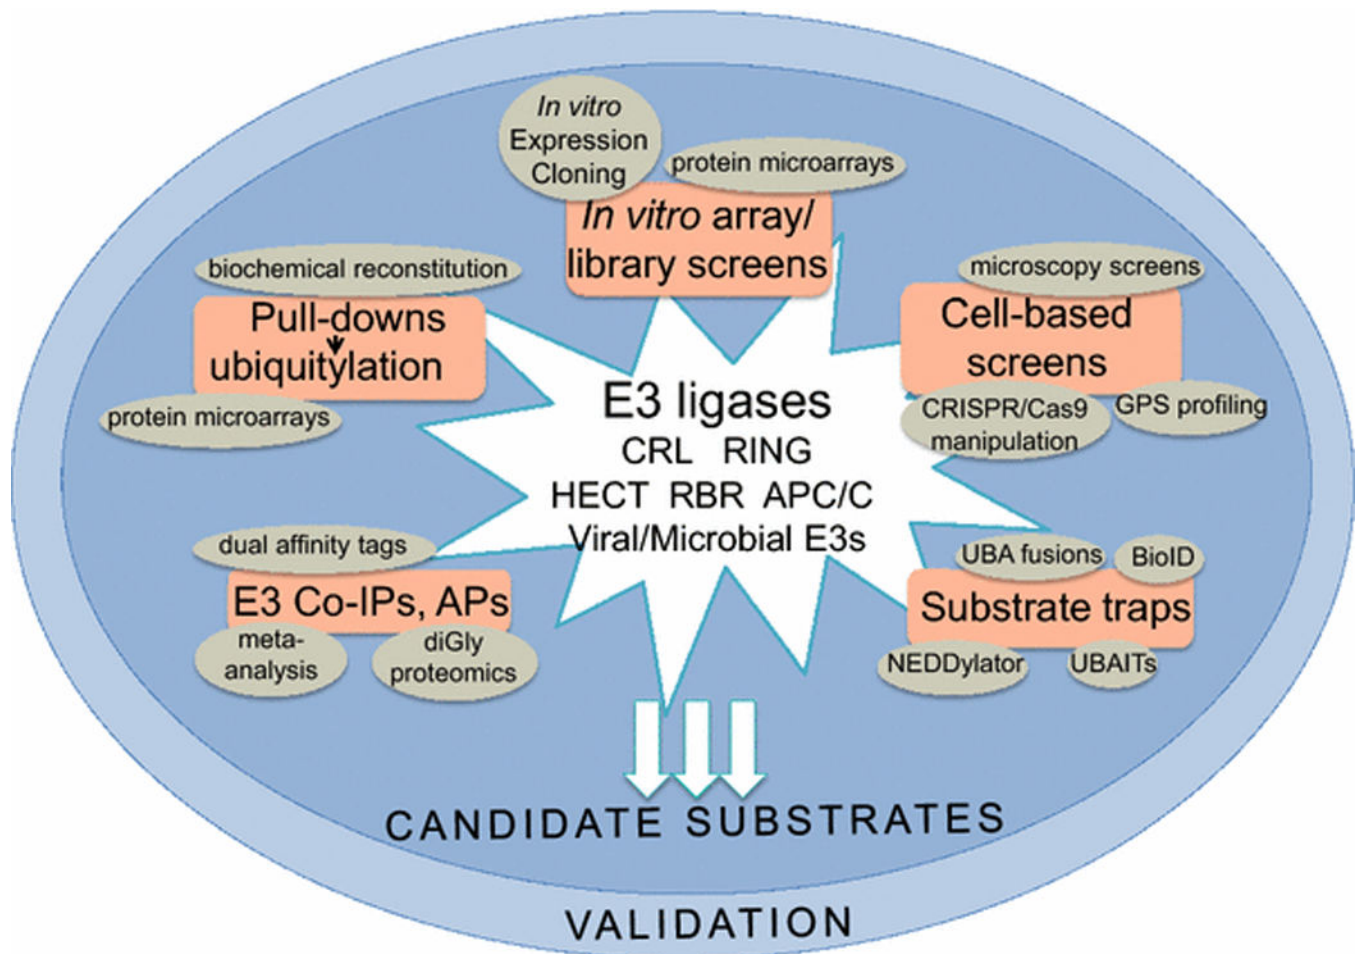 In vitro
Expression
Cloning
protein microarrays
In vitro array/
library screens
biochemical reconstitution
Pull-downs
ubiquitylation
protein microarrays
microscopy screens
Cell-based
screens
CRISPR/Cas9
manipulation
GPS profiling
E3 ligases
CRL RING
HECT RBR APC/C
Viral/Microbial E3s
dual affinity tags
E3 Co-IPs, APs
meta-
analysis
diGly
proteomics
UBA fusions
BioID
Substrate traps
NEDDylator
UBAITs
CANDIDATE SUBSTRATES
VALIDATION